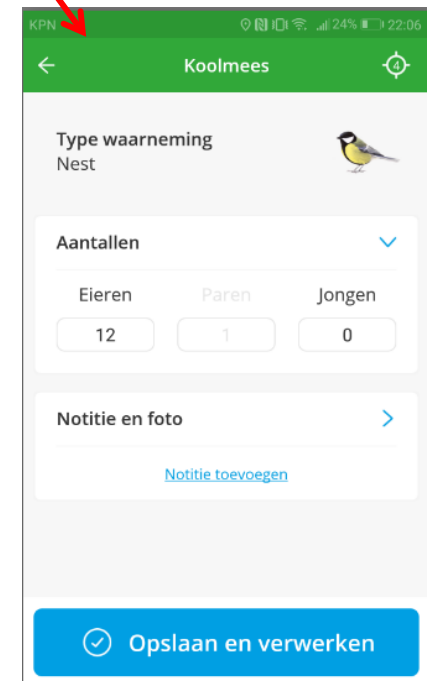 KPN 24% 22:06
Koolmees 4
Type waarneming
Nest
Aantallen
Eieren Paren Jongen
12 1 0
Notitie en foto
Notitie toevoegen
Opslaan en verwerken